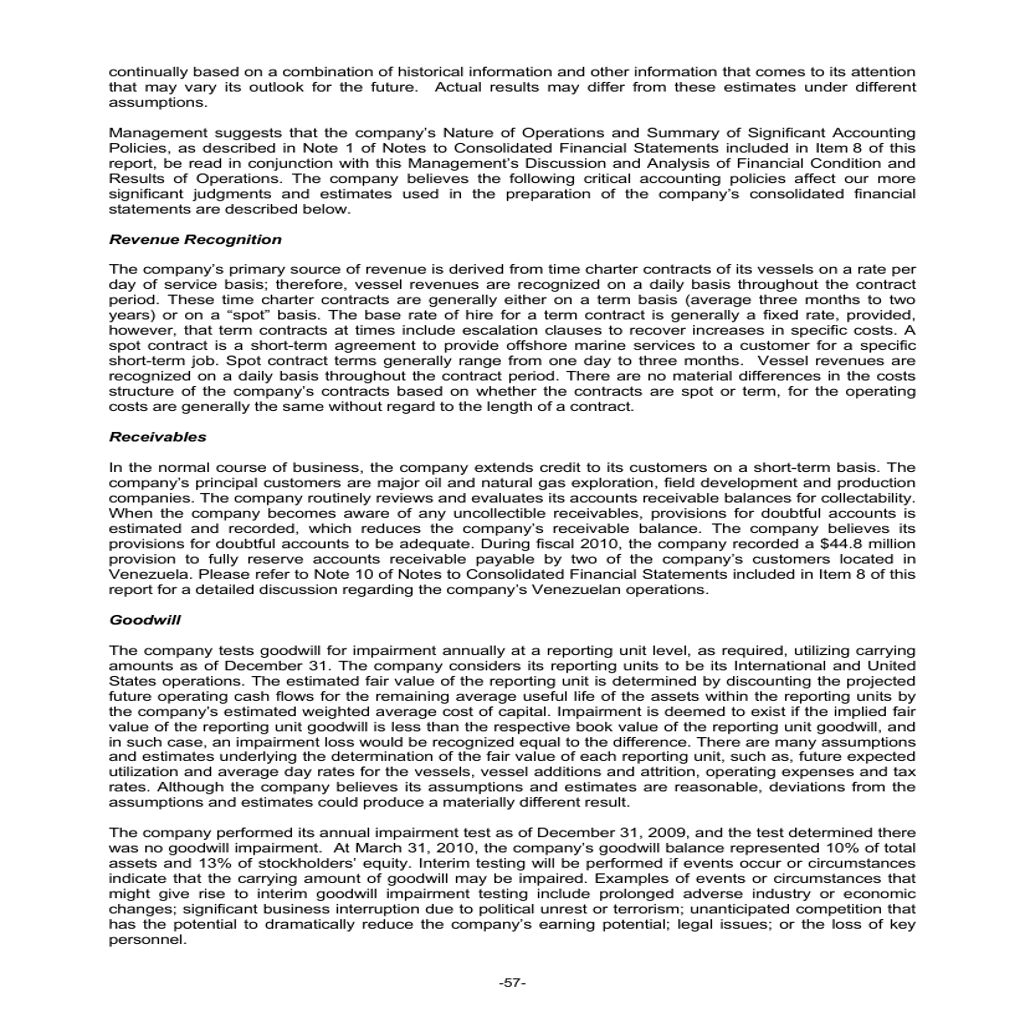 continually based on a combination of historical information and other information that comes to its attention
that may vary its outlook for the future.  Actual results may differ from these estimates under different
assumptions.
Management suggests that the company’s Nature of Operations and Summary of Significant Accounting
Policies, as described in Note 1 of Notes to Consolidated Financial Statements included in Item 8 of this
report, be read in conjunction with this Management’s Discussion and Analysis of Financial Condition and
Results of Operations. The company believes the following critical accounting policies affect our more
significant judgments and estimates used in the preparation of the company’s consolidated financial
statements are described below.
Revenue Recognition
The company’s primary source of revenue is derived from time charter contracts of its vessels on a rate per
day of service basis; therefore, vessel revenues are recognized on a daily basis throughout the contract
period. These time charter contracts are generally either on a term basis (average three months to two
years) or on a “spot” basis. The base rate of hire for a term contract is generally a fixed rate, provided,
however, that term contracts at times include escalation clauses to recover increases in specific costs. A
spot contract is a short-term agreement to provide offshore marine services to a customer for a specific
short-term job. Spot contract terms generally range from one day to three months.  Vessel revenues are
recognized on a daily basis throughout the contract period. There are no material differences in the costs
structure of the company’s contracts based on whether the contracts are spot or term, for the operating
costs are generally the same without regard to the length of a contract.
Receivables
In the normal course of business, the company extends credit to its customers on a short-term basis. The
company’s principal customers are major oil and natural gas exploration, field development and production
companies. The company routinely reviews and evaluates its accounts receivable balances for collectability.
When the company becomes aware of any uncollectible receivables, provisions for doubtful accounts is
estimated and recorded, which reduces the company’s receivable balance. The company believes its
provisions for doubtful accounts to be adequate. During fiscal 2010, the company recorded a $44.8 million
provision to fully reserve accounts receivable payable by two of the company’s customers located in
Venezuela. Please refer to Note 10 of Notes to Consolidated Financial Statements included in Item 8 of this
report for a detailed discussion regarding the company’s Venezuelan operations.
Goodwill
The company tests goodwill for impairment annually at a reporting unit level, as required, utilizing carrying
amounts as of December 31. The company considers its reporting units to be its International and United
States operations. The estimated fair value of the reporting unit is determined by discounting the projected
future operating cash flows for the remaining average useful life of the assets within the reporting units by
the company’s estimated weighted average cost of capital. Impairment is deemed to exist if the implied fair
value of the reporting unit goodwill is less than the respective book value of the reporting unit goodwill, and
in such case, an impairment loss would be recognized equal to the difference. There are many assumptions
and estimates underlying the determination of the fair value of each reporting unit, such as, future expected
utilization and average day rates for the vessels, vessel additions and attrition, operating expenses and tax
rates. Although the company believes its assumptions and estimates are reasonable, deviations from the
assumptions and estimates could produce a materially different result.
The company performed its annual impairment test as of December 31, 2009, and the test determined there
was no goodwill impairment.  At March 31, 2010, the company’s goodwill balance represented 10% of total
assets and 13% of stockholders’ equity. Interim testing will be performed if events occur or circumstances
indicate that the carrying amount of goodwill may be impaired. Examples of events or circumstances that
might give rise to interim goodwill impairment testing include prolonged adverse industry or economic
changes; significant business interruption due to political unrest or terrorism; unanticipated competition that
has the potential to dramatically reduce the company’s earning potential; legal issues; or the loss of key
personnel.
-57-